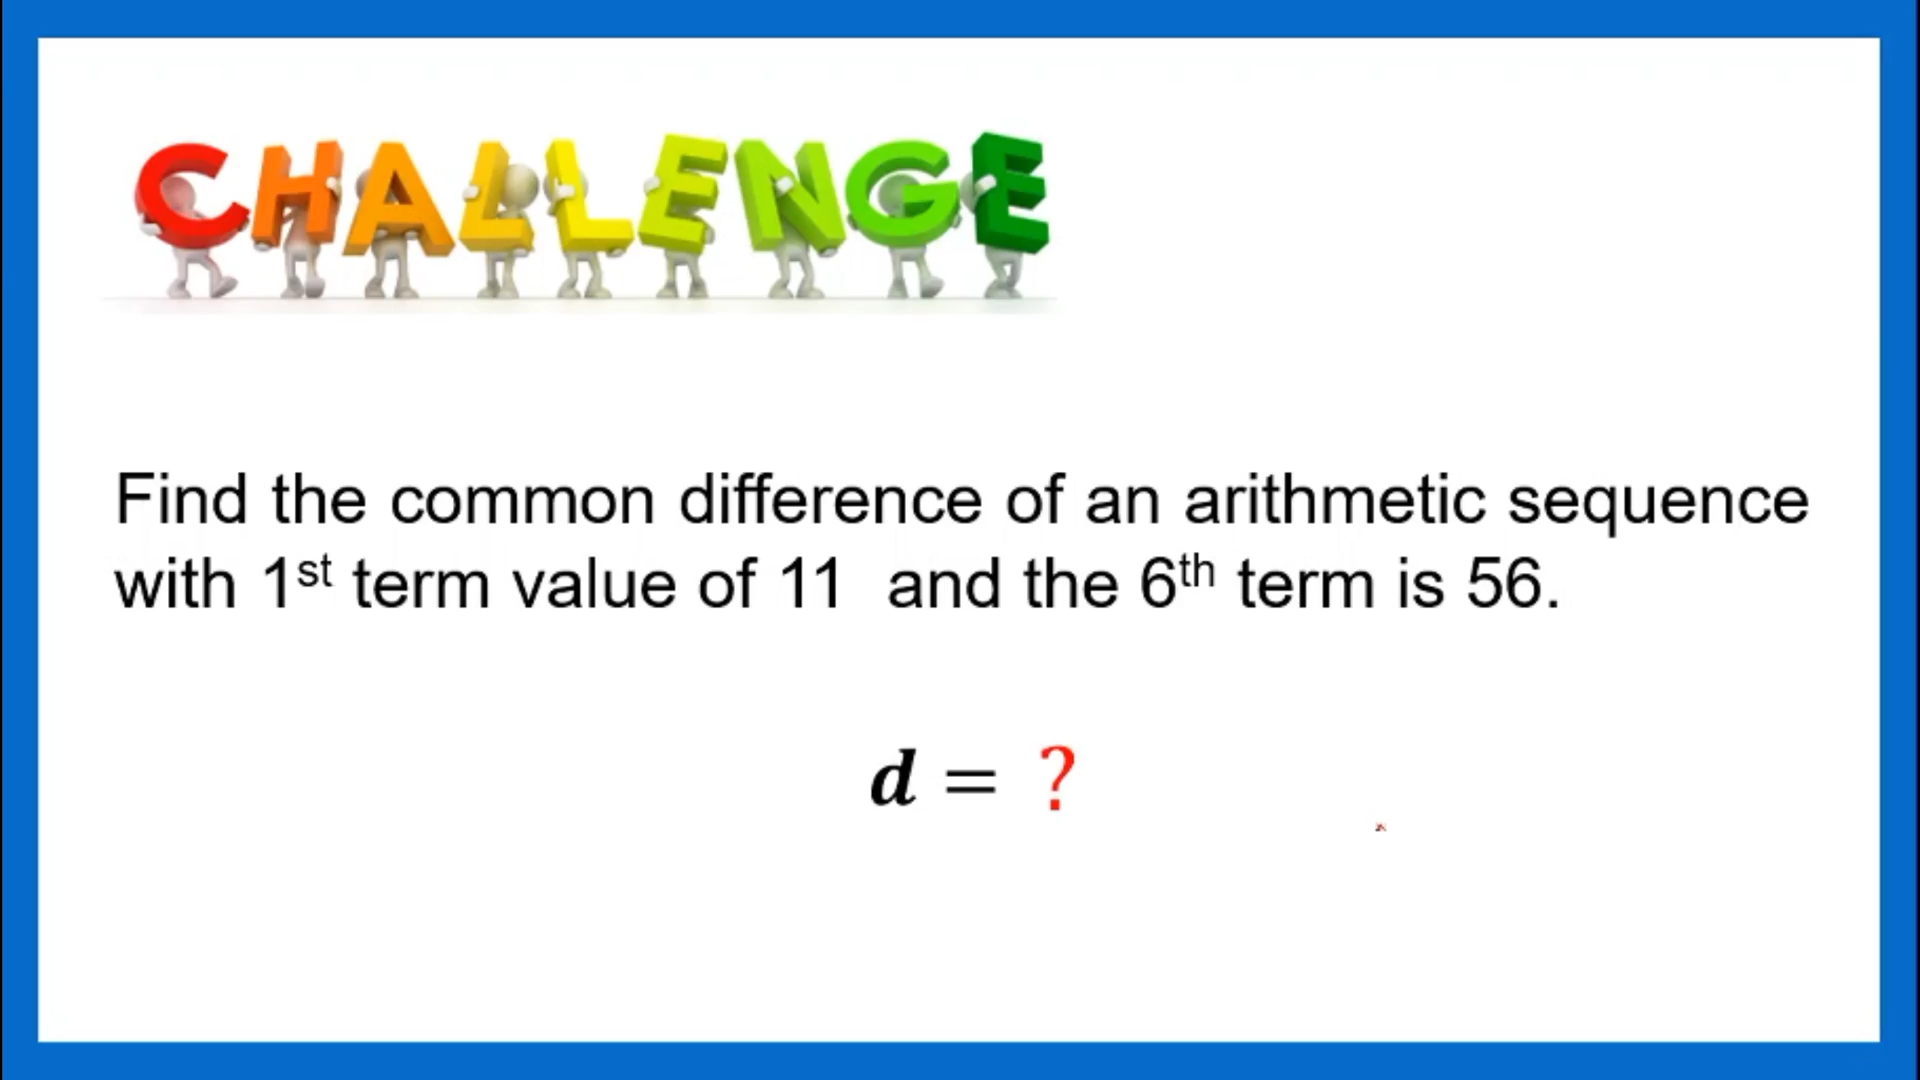 CHALLENGE
Find the common difference of an arithmetic sequence
with 1st term value of 11 and the 6th term is 56.
d = ?